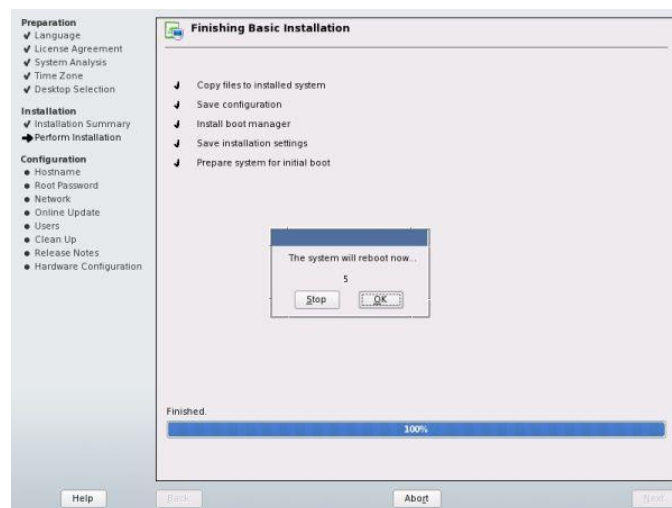 Preparation
Language
License Agreement
System Analysis
Time Zone
Desktop Selection
Installation
Installation Summary
Perform Installation
Configuration
Hostname
Root Password
Network
Online Update
Users
Clean Up
Release Notes
Hardware Configuration
Finishing Basic Installation
Copy files to installed system
Save configuration
Install boot manager
Save installation settings
Prepare system for initial boot
The system will reboot now...
5
Stop
OK
Finished.
100%
Help
Back
Abort
Next